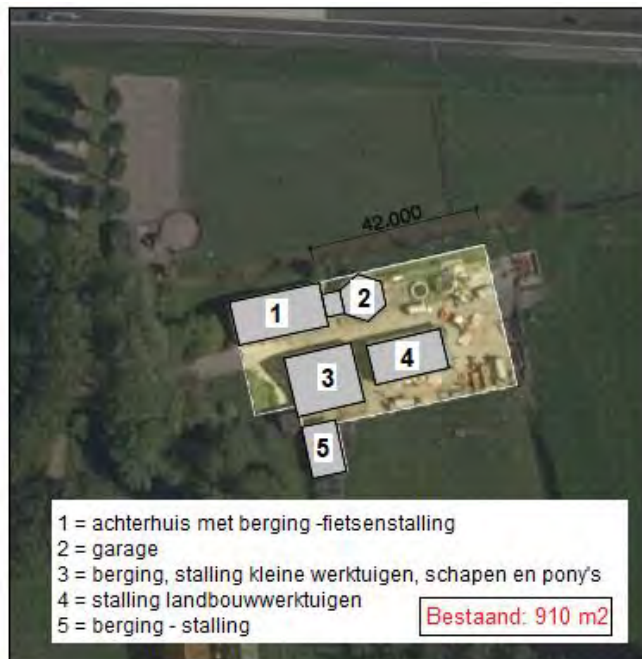 42.000
1
2
3
4
5
1 = achterhuis met berging -fietsenstalling
2 = garage
3 = berging, stalling kleine werktuigen, schapen en pony's
4 = stalling landbouwwerktuigen
5 = berging - stalling
Bestaand: 910 m2